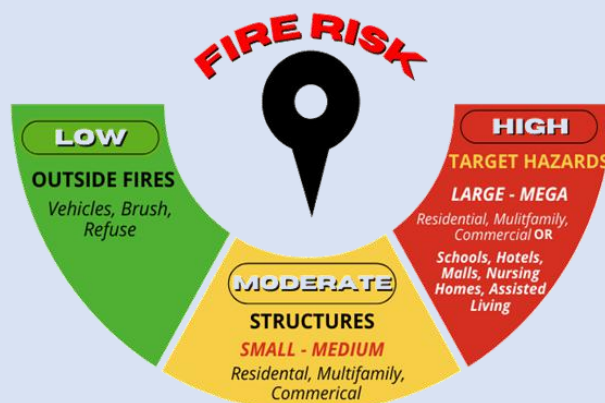 FIRE RISK
LOW
OUTSIDE FIRES
Vehicles, Brush,
Refuse
MODERATE
STRUCTURES
SMALL - MEDIUM
Residental, Multifamily,
Commerical
HIGH
TARGET HAZARDS
LARGE - MEGA
Residential, Mulitfamily,
Commercial OR
Schools, Hotels,
Malls, Nursing
Homes, Assisted
Living